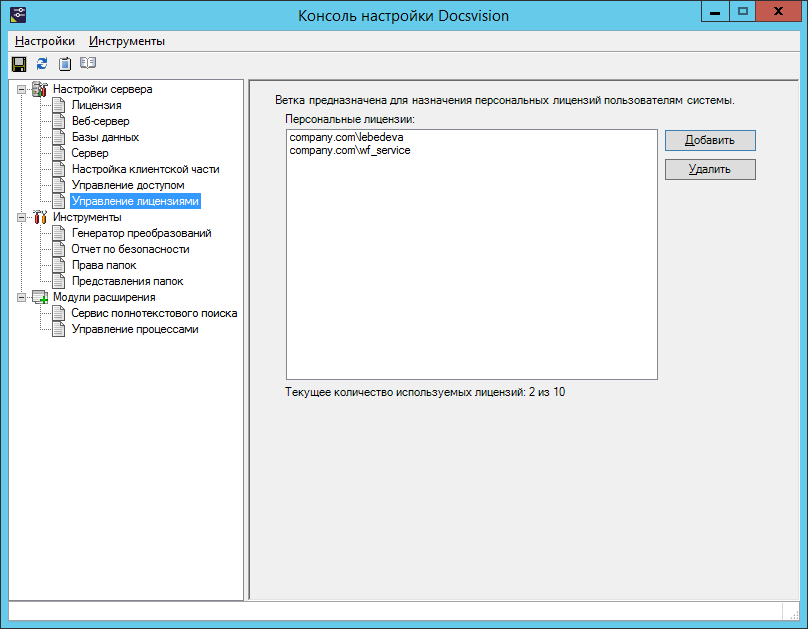 Консоль настройки Docsvision
Настройки Инструменты
Настройки сервера
Лицензия
Веб-сервер
Базы данных
Сервер
Настройка клиентской части
Управление доступом
Управление лицензиями
Инструменты
Генератор преобразований
Отчет по безопасности
Права папок
Представления папок
Модули расширения
Сервис полнотекстового поиска
Управление процессами
Ветка предназначена для назначения персональных лицензий пользователям системы.
Персональные лицензии:
company.com\lebedeva
company.com\wf_service
Добавить
Удалить
Текущее количество используемых лицензий: 2 из 10